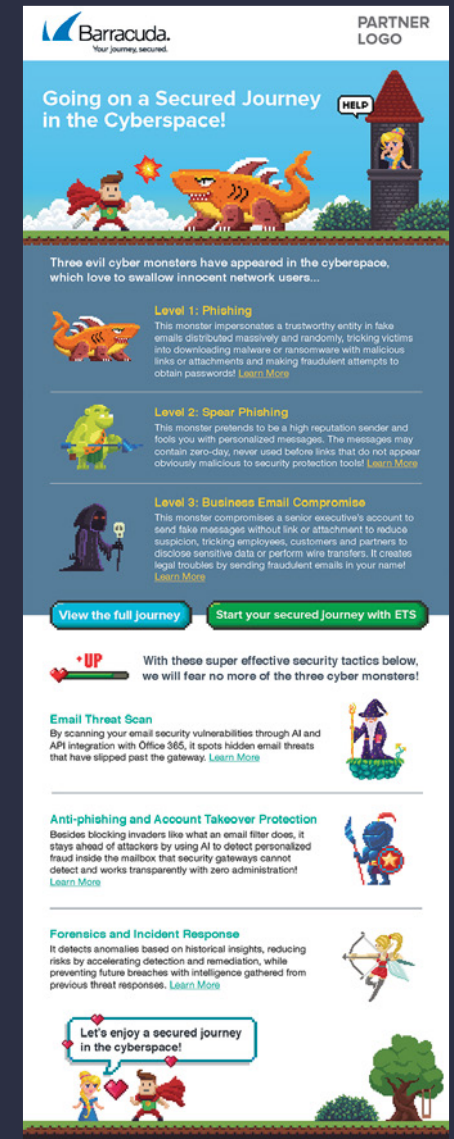 Barracuda.
Your journey, secured.
PARTNER
LOGO
Going on a Secured Journey
in the Cyberspace!
HELP
Three evil cyber monsters have appeared in the cyberspace,
which love to swallow innocent network users...
Level 1: Phishing
This monster impersonates a trustworthy entity in fake
emails distributed massively and randomly, tricking victims
into downloading malware or ransomware with malicious
links or attachments and making fraudulent attempts to
obtain passwords! Learn More
Level 2: Spear Phishing
This monster pretends to be a high reputation sender and
fools you with personalized messages. The messages may
contain zero-day, never used before links that do not appear
obviously malicious to security protection tools! Learn More
Level 3: Business Email Compromise
This monster compromises a senior executive's account to
send fake messages without link or attachment to reduce
suspicion, tricking employees, customers and partners to
disclose sensitive data or perform wire transfers. It creates
legal troubles by sending fraudulent emails in your name!
Learn More
View the full journey
Start your secured journey with ETS
+UP
With these super effective security tactics below,
we will fear no more of the three cyber monsters!
Email Threat Scan
By scanning your email security vulnerabilities through AI and
API integration with Office 365, it spots hidden email threats
that have slipped past the gateway. Learn More
Anti-phishing and Account Takeover Protection
Besides blocking invaders like what an email filter does, it
stays ahead of attackers by using AI to detect personalized
fraud inside the mailbox that security gateways cannot
detect and works transparently with zero administration!
Learn More
Forensics and Incident Response
It detects anomalies based on historical insights, reducing
risks by accelerating detection and remediation, while
preventing future breaches with intelligence gathered from
previous threat responses. Learn More
Let's enjoy a secured journey
in the cyberspace!